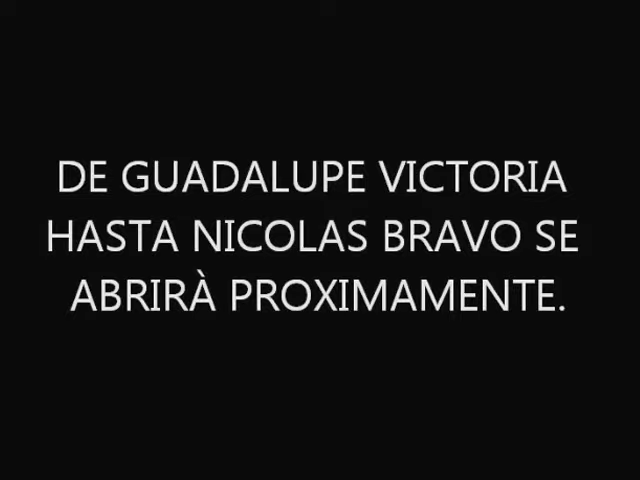 DE GUADALUPE VICTORIA
HASTA NICOLAS BRAVO SE
ABRIRÀ PROXIMAMENTE.